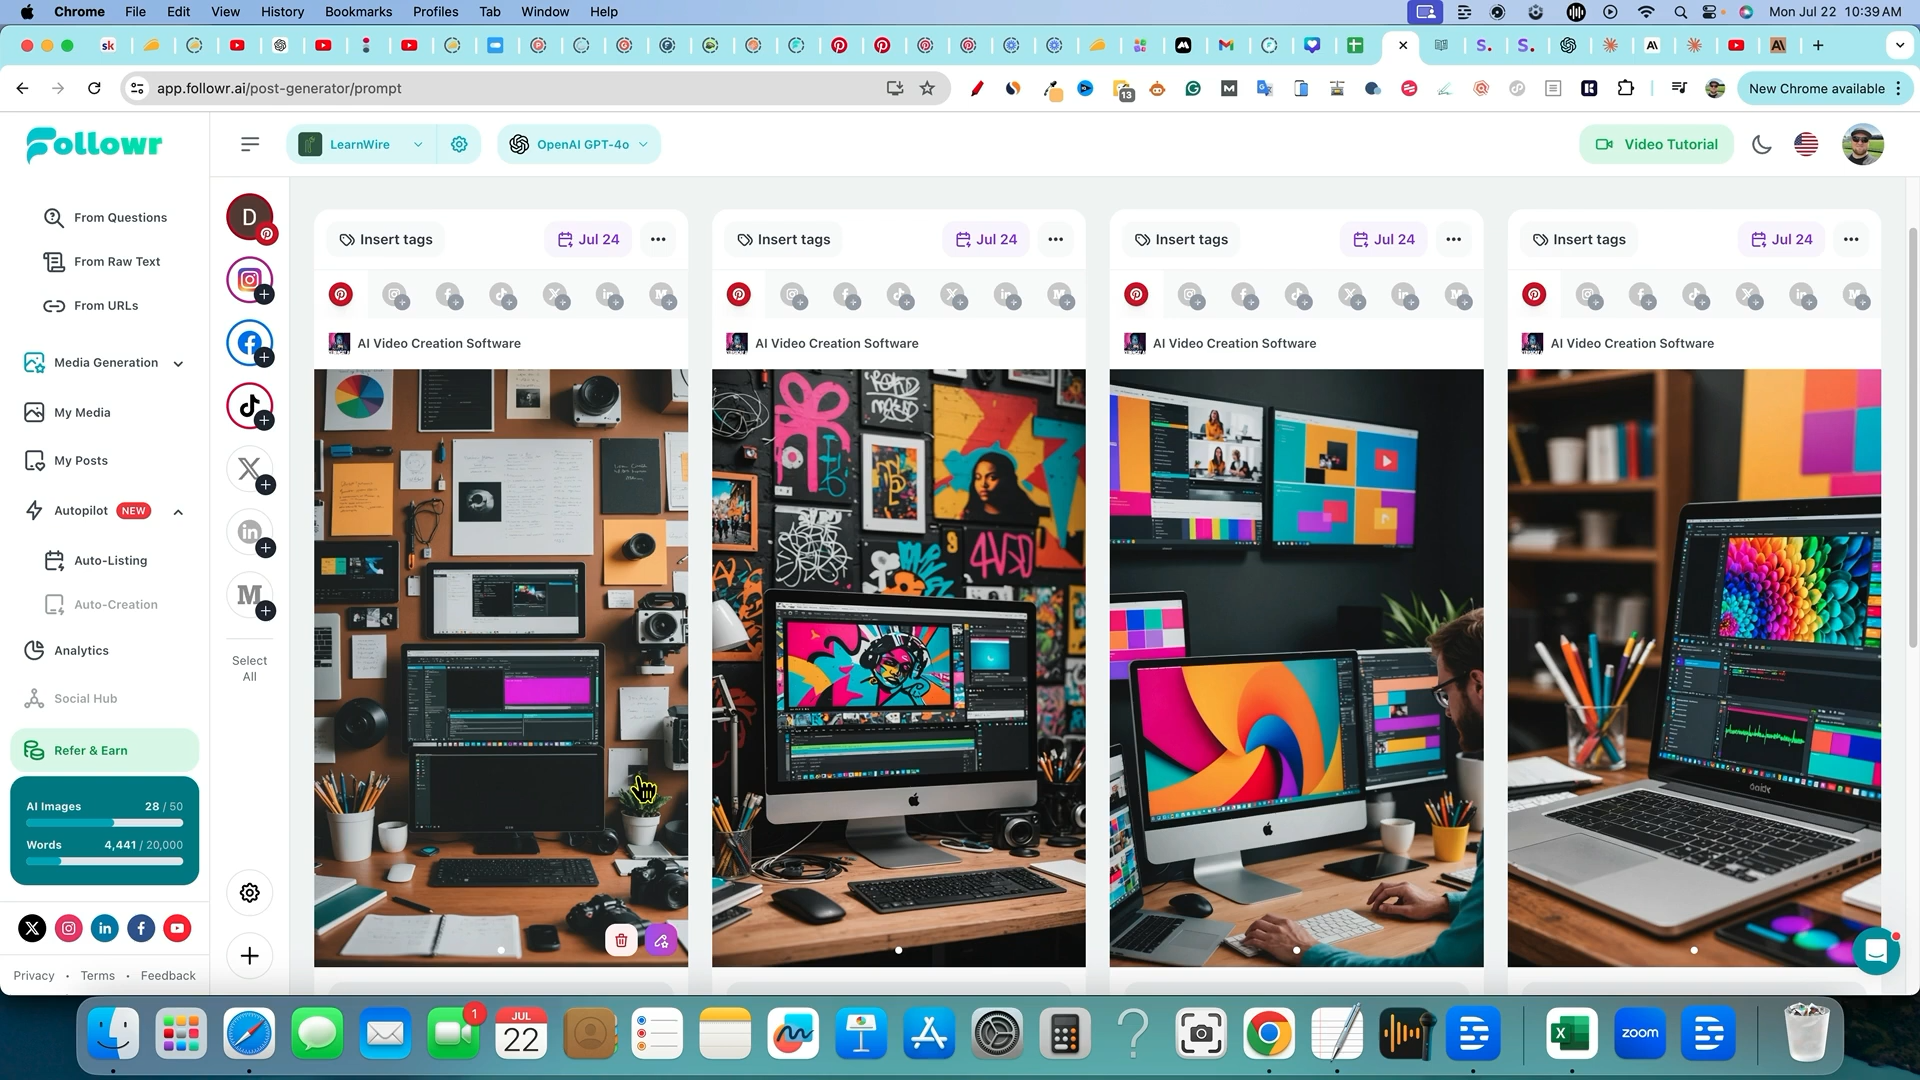 Chrome File Edit View History Bookmarks Profiles Tab Window Help
Mon Jul 22 10:39 AM
app.followr.ai/post-generator/prompt
13
New Chrome available
Followr
LearnWire
OpenAI GPT-4o
Video Tutorial
From Questions
From Raw Text
From URLs
Media Generation
My Media
My Posts
Autopilot NEW
Auto-Listing
Auto-Creation
Analytics
Social Hub
Refer & Earn
AI Images 28 / 50
Words 4,441 / 20,000
Privacy • Terms • Feedback
D
Select
All
Insert tags Jul 24
AI Video Creation Software
Insert tags Jul 24
AI Video Creation Software
Insert tags Jul 24
AI Video Creation Software
Insert tags Jul 24
AI Video Creation Software
1
JUL
22
zoom